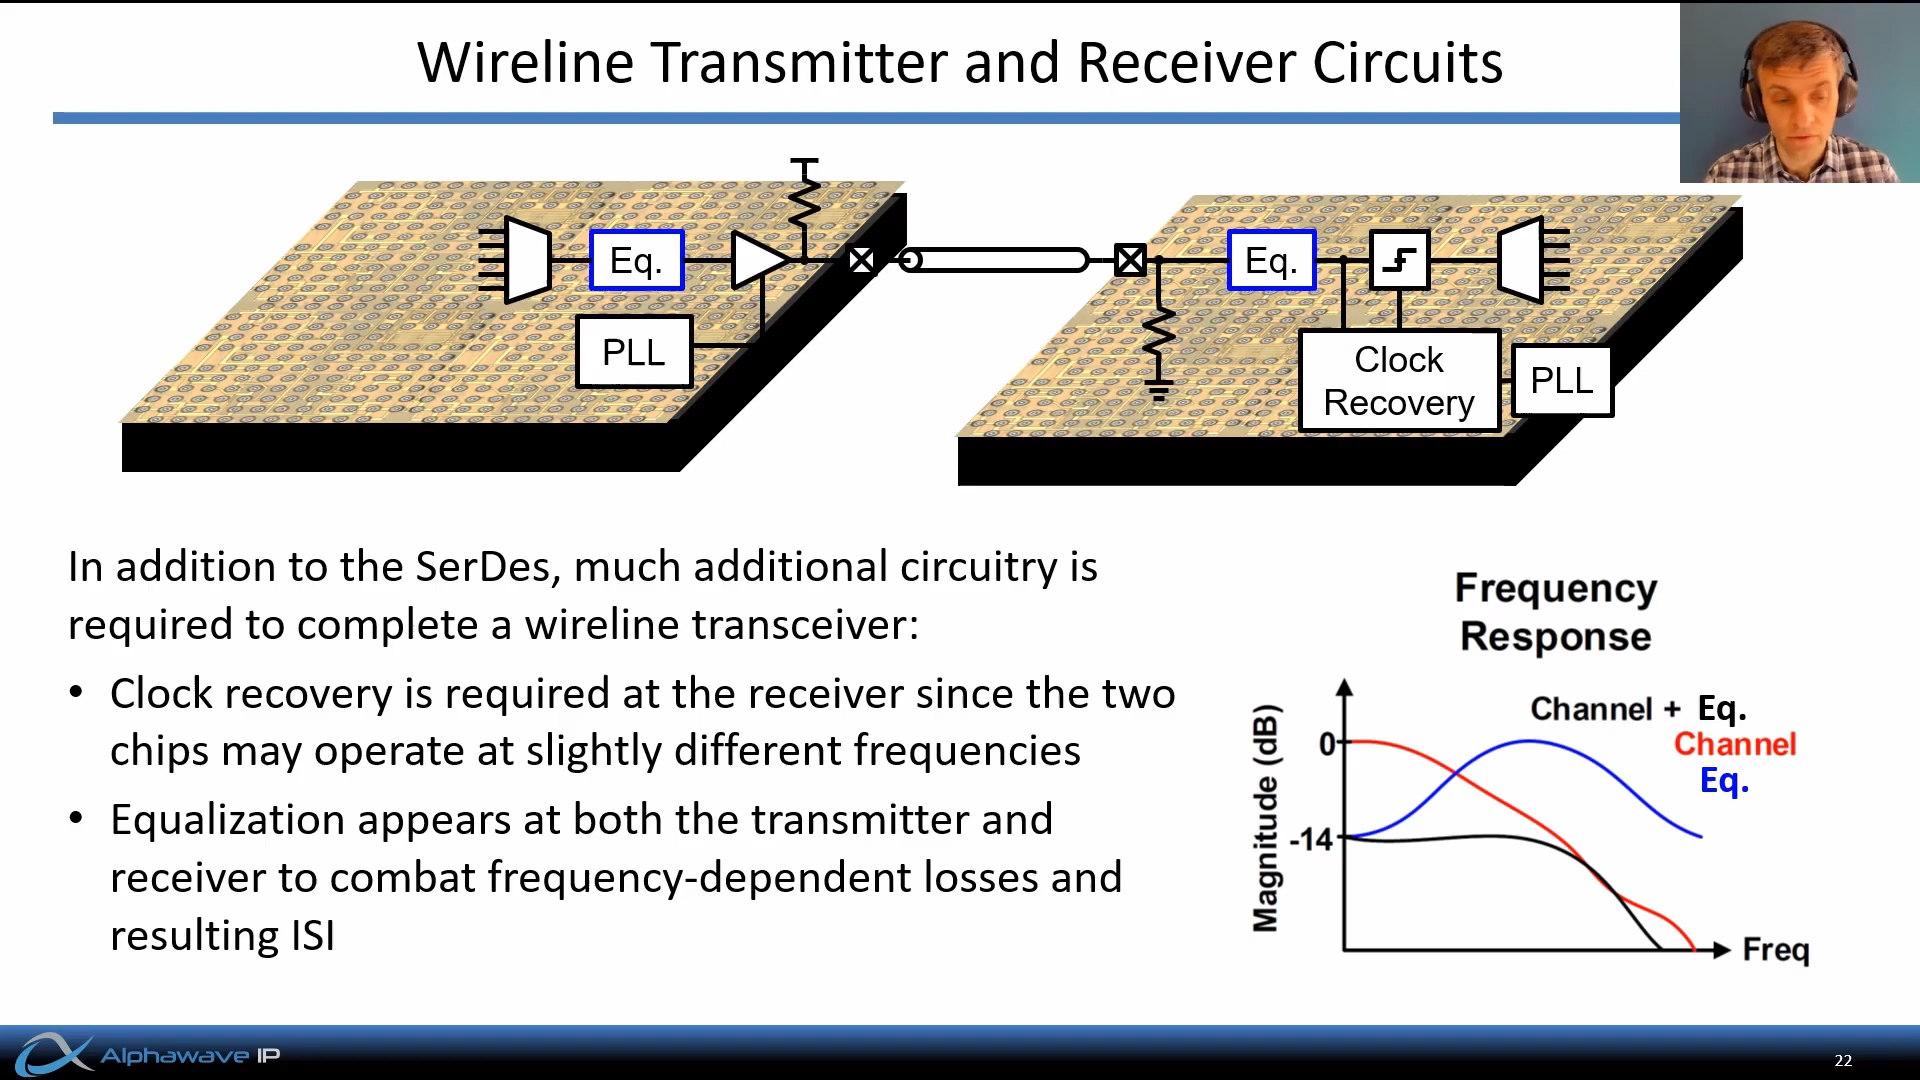 Wireline Transmitter and Receiver Circuits
Eq.
PLL
Eq.
Clock
Recovery
PLL
In addition to the SerDes, much additional circuitry is
required to complete a wireline transceiver:
• Clock recovery is required at the receiver since the two
chips may operate at slightly different frequencies
• Equalization appears at both the transmitter and
receiver to combat frequency-dependent losses and
resulting ISI
Frequency
Response
Channel + Eq.
Channel
Eq.
Magnitude (dB)
0
-14
Freq
Alphawave IP
22